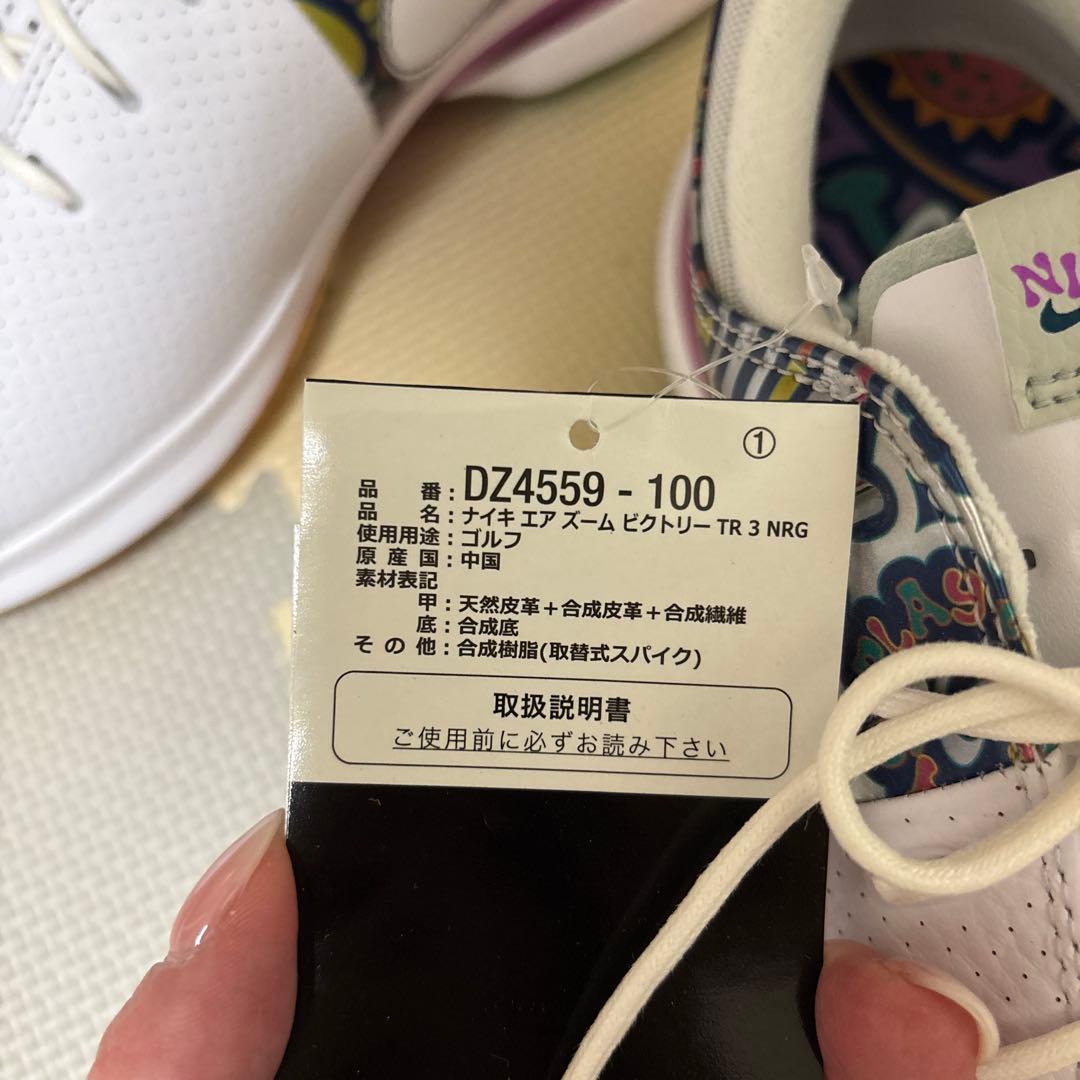 ①
品 番：DZ4559 - 100
品 名：ナイキ エア ズーム ビクトリー TR 3 NRG
使用用途：ゴルフ
原 産 国：中国
素材表記
甲：天然皮革＋合成皮革＋合成繊維
底：合成底
そ の 他：合成樹脂(取替式スパイク)
取扱説明書
ご使用前に必ずお読み下さい